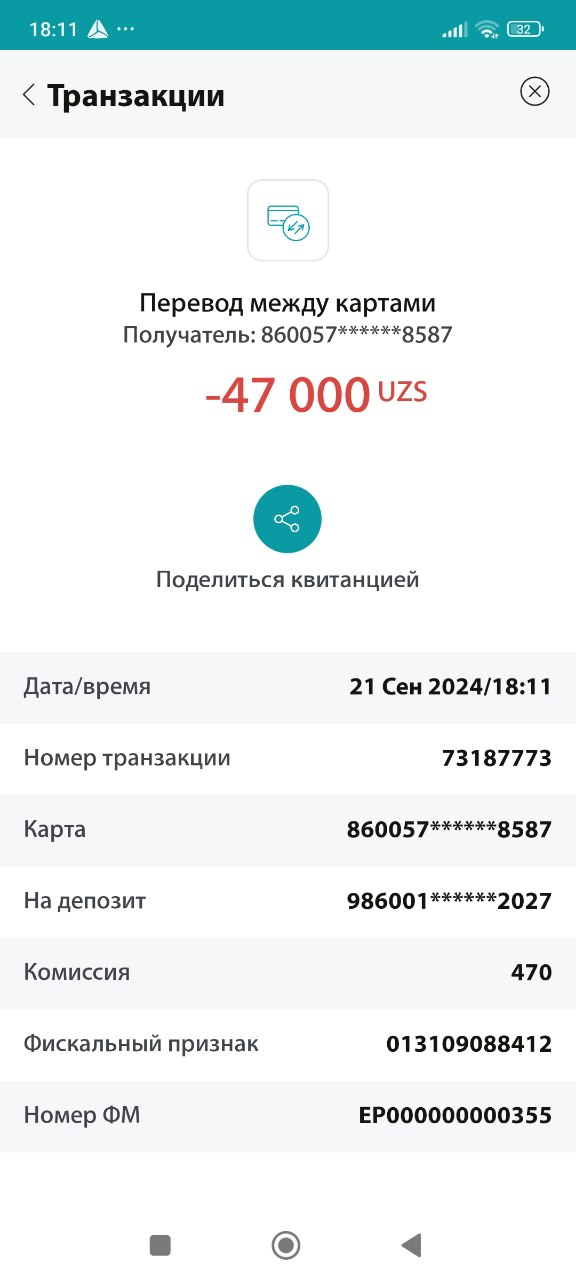 18:11 ...
32
Транзакции
Перевод между картами
Получатель: 860057******8587
-47 000 UZS
Поделиться квитанцией
Дата/время 21 Сен 2024/18:11
Номер транзакции 73187773
Карта 860057******8587
На депозит 986001******2027
Комиссия 470
Фискальный признак 013109088412
Номер ФМ EP000000000355